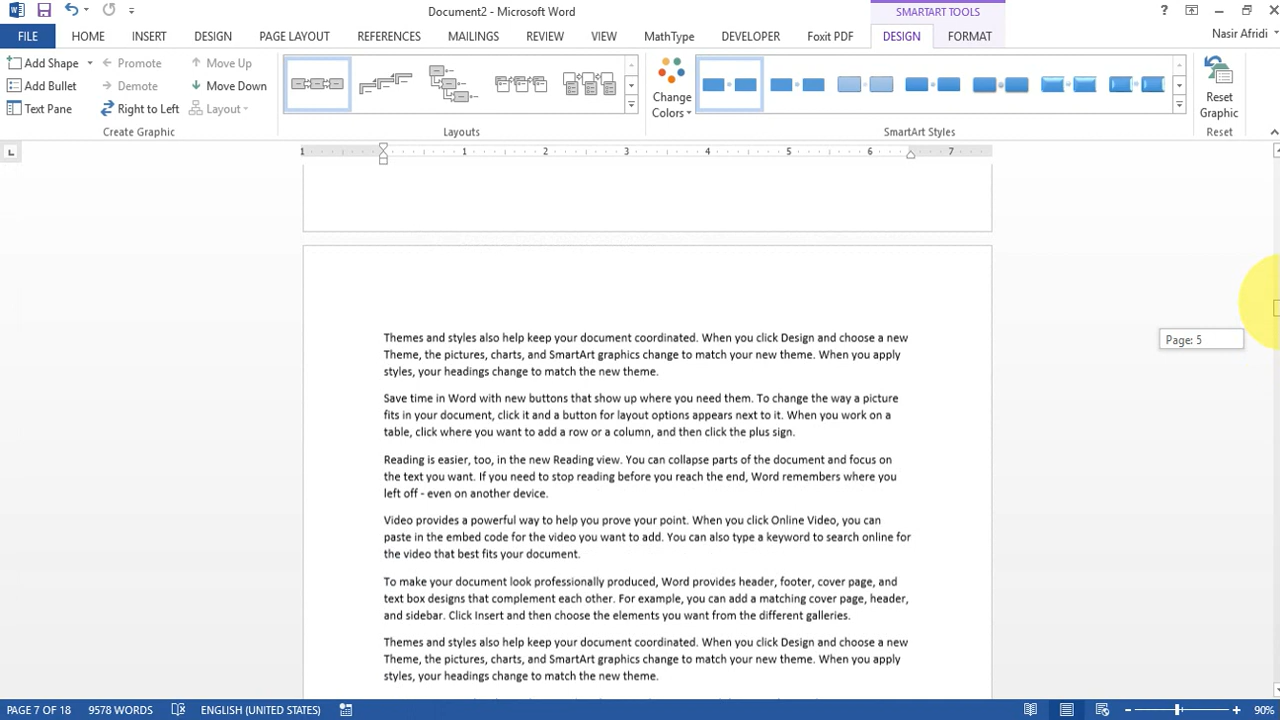 Document2 - Microsoft Word
SMARTART TOOLS
FILE HOME INSERT DESIGN PAGE LAYOUT REFERENCES MAILINGS REVIEW VIEW MathType DEVELOPER Foxit PDF DESIGN FORMAT Nasir Afridi
Add Shape Promote Move Up
Add Bullet Demote Move Down
Text Pane Right to Left Layout
Create Graphic
Layouts
Change
Colors
SmartArt Styles
Reset
Graphic
Reset
1 1 2 3 4 5 6 7
Themes and styles also help keep your document coordinated. When you click Design and choose a new
Theme, the pictures, charts, and SmartArt graphics change to match your new theme. When you apply
styles, your headings change to match the new theme.
Save time in Word with new buttons that show up where you need them. To change the way a picture
fits in your document, click it and a button for layout options appears next to it. When you work on a
table, click where you want to add a row or a column, and then click the plus sign.
Reading is easier, too, in the new Reading view. You can collapse parts of the document and focus on
the text you want. If you need to stop reading before you reach the end, Word remembers where you
left off - even on another device.
Video provides a powerful way to help you prove your point. When you click Online Video, you can
paste in the embed code for the video you want to add. You can also type a keyword to search online for
the video that best fits your document.
To make your document look professionally produced, Word provides header, footer, cover page, and
text box designs that complement each other. For example, you can add a matching cover page, header,
and sidebar. Click Insert and then choose the elements you want from the different galleries.
Themes and styles also help keep your document coordinated. When you click Design and choose a new
Theme, the pictures, charts, and SmartArt graphics change to match your new theme. When you apply
styles, your headings change to match the new theme.
Page: 5
PAGE 7 OF 18 9578 WORDS ENGLISH (UNITED STATES) 90%